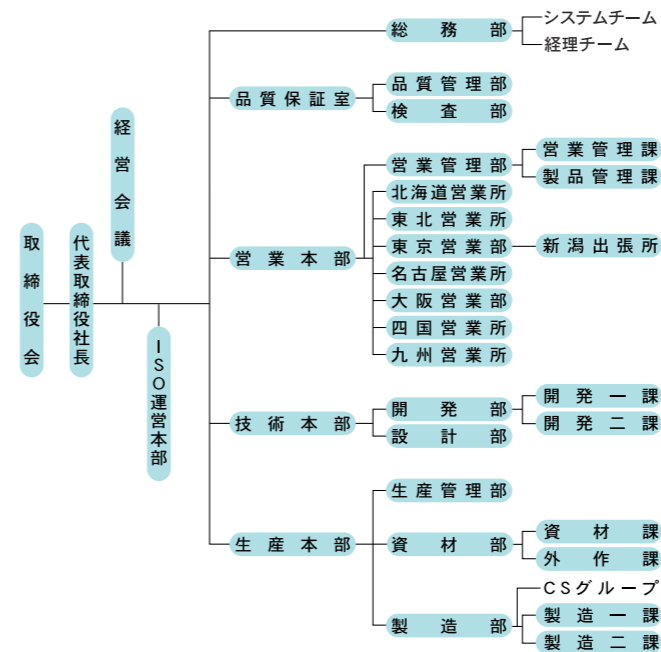 取締役会
代表取締役社長
経営会議
ISO運営本部
総務部
システムチーム
経理チーム
品質保証室
品質管理部
検査部
営業本部
営業管理部
営業管理課
製品管理課
北海道営業所
東北営業所
東京営業部
新潟出張所
名古屋営業所
大阪営業部
四国営業所
九州営業所
技術本部
開発部
開発一課
開発二課
設計部
生産本部
生産管理部
資材部
資材課
外作課
製造部
CSグループ
製造一課
製造二課